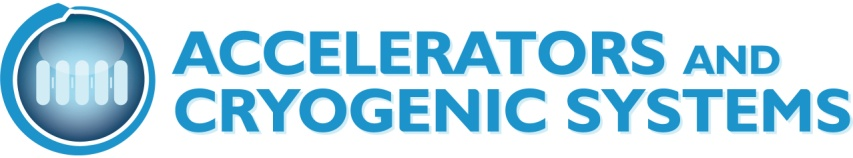 ACCELERATORS AND
CRYOGENIC SYSTEMS